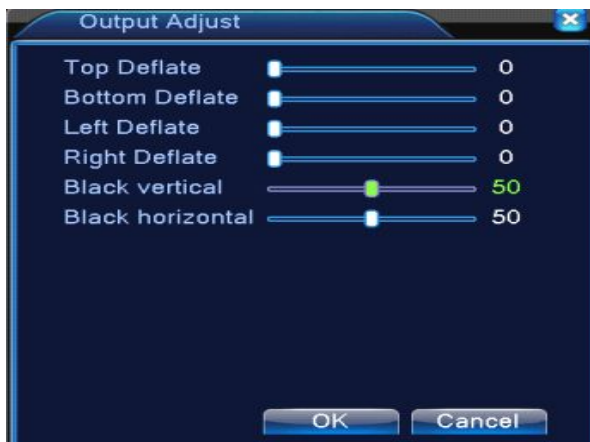 Output Adjust
Top Deflate 0
Bottom Deflate 0
Left Deflate 0
Right Deflate 0
Black vertical 50
Black horizontal 50
OK Cancel